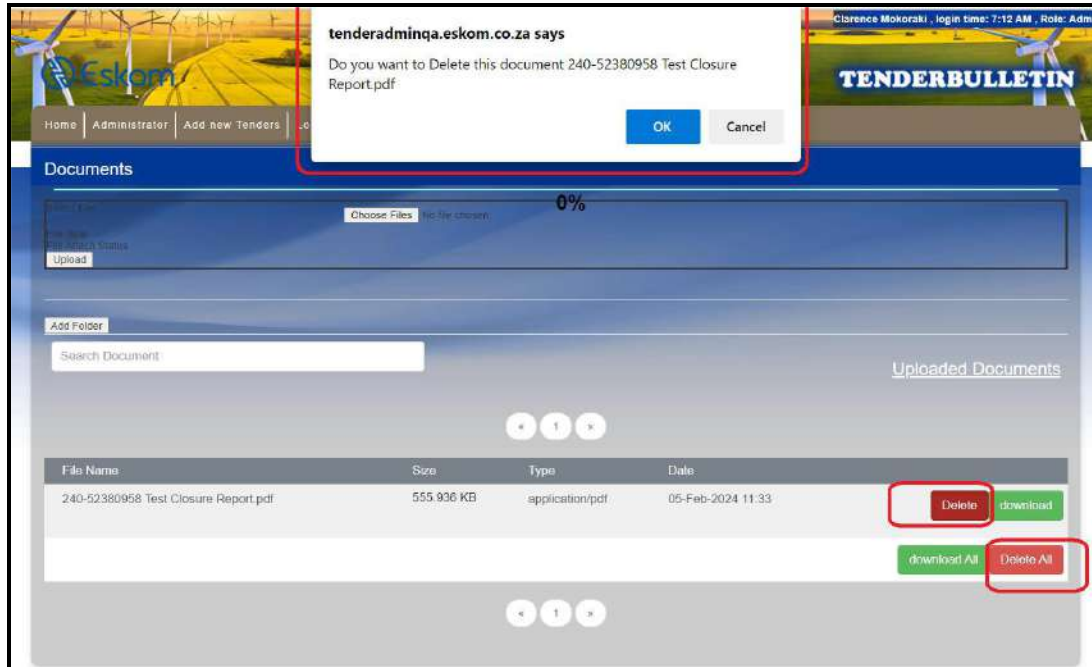 Clarence Mokoraki , login time: 7:12 AM , Role: Adm
tenderadminqa.eskom.co.za says
Do you want to Delete this document 240-52380958 Test Closure
Report.pdf
OK Cancel
Eskom
TENDERBULLETIN
Home Administrator Add new Tenders Lo
Documents
0%
Choose Files No file chosen
Upload
Add Folder
Search Document
Uploaded Documents
« 1 »
File Name Size Type Date
240-52380958 Test Closure Report.pdf 555.936 KB application/pdf 05-Feb-2024 11:33 Delete download
download All Delete All
« 1 »